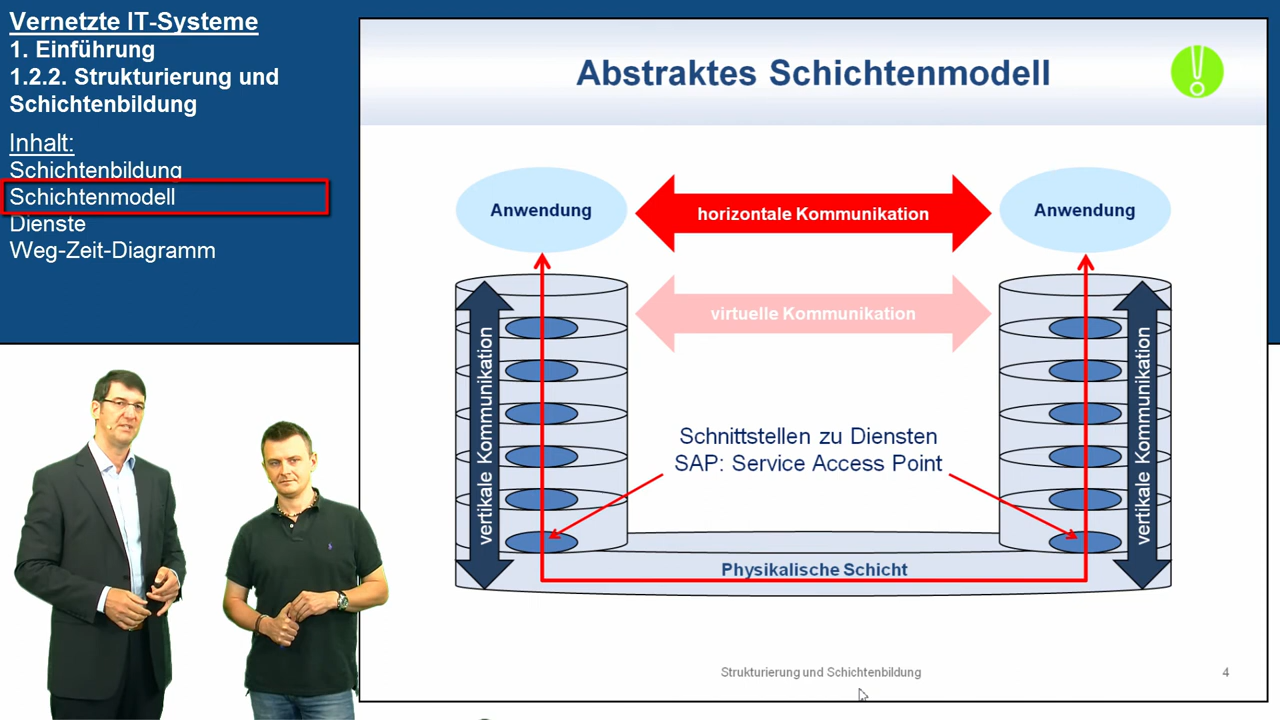 Vernetzte IT-Systeme
1. Einführung
1.2.2. Strukturierung und
Schichtenbildung
Inhalt:
Schichtenbildung
Schichtenmodell
Dienste
Weg-Zeit-Diagramm
Abstraktes Schichtenmodell
Anwendung
horizontale Kommunikation
Anwendung
virtuelle Kommunikation
vertikale Kommunikation
Schnittstellen zu Diensten
SAP: Service Access Point
vertikale Kommunikation
Physikalische Schicht
Strukturierung und Schichtenbildung
4